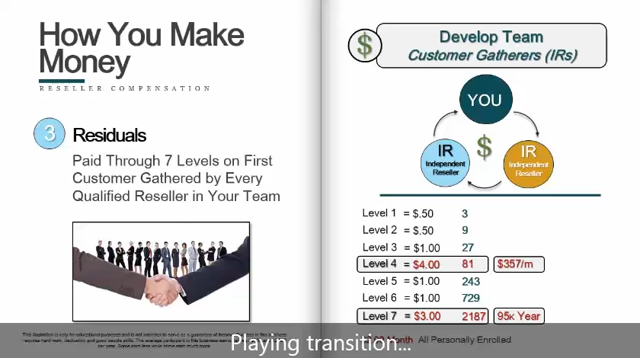 How You Make
Money
RESELLER COMPENSATION
3 Residuals
Paid Through 7 Levels on First
Customer Gathered by Every
Qualified Reseller in Your Team
$ Develop Team
Customer Gatherers (IRs)
YOU
$
IR
Independent
Reseller
IR
Independent
Reseller
Level 1 = $.50 3
Level 2 = $.50 9
Level 3 = $1.00 27
Level 4 = $4.00 81 $357/m
Level 5 = $1.00 243
Level 6 = $1.00 729
Level 7 = $3.00 2187 95K Year
Month All Personally Enrolled
Playing transition...